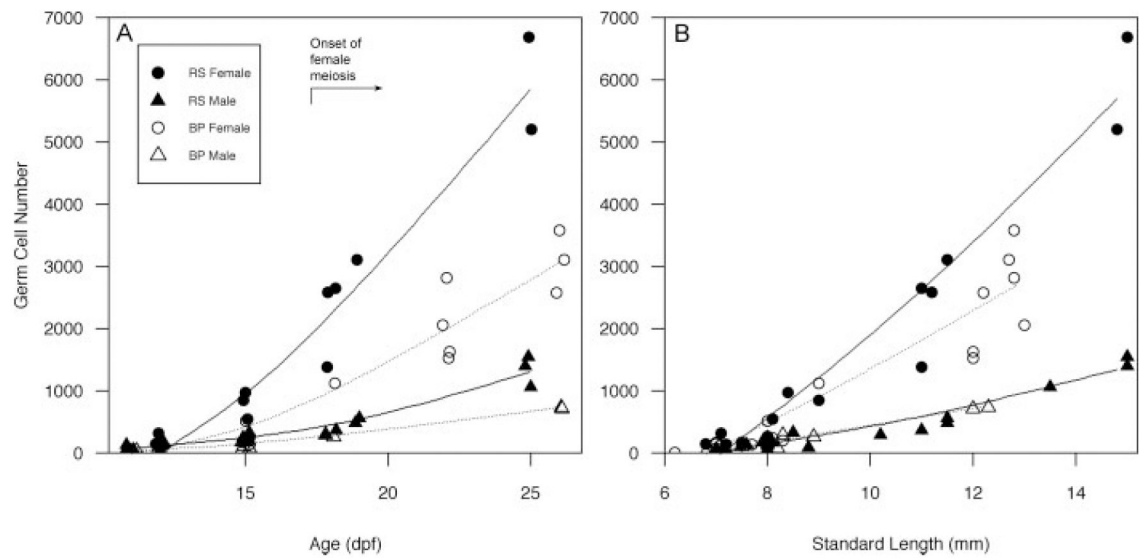 A
B
RS Female
RS Male
BP Female
BP Male
Onset of
female
meiosis
Germ Cell Number
7000
6000
5000
4000
3000
2000
1000
0
15
20
25
Age (dpf)
7000
6000
5000
4000
3000
2000
1000
0
6
8
10
12
14
Standard Length (mm)